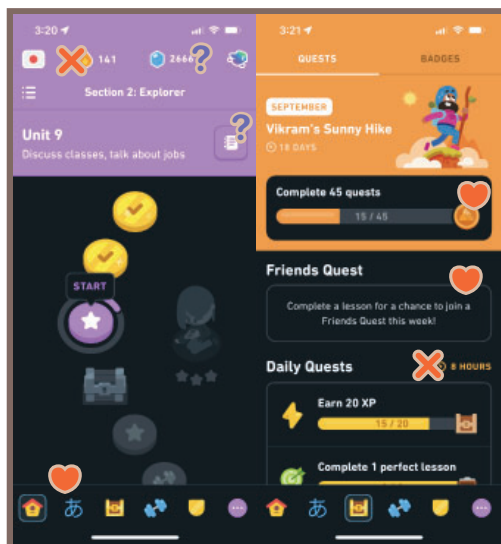 3:20
141
2666
Section 2: Explorer
Unit 9
Discuss classes, talk about jobs
START
あ
3:21
QUESTS
BADGES
SEPTEMBER
Vikram's Sunny Hike
18 DAYS
Complete 45 quests
15 / 45
Friends Quest
Complete a lesson for a chance to join a
Friends Quest this week!
Daily Quests
8 HOURS
Earn 20 XP
15 / 20
Complete 1 perfect lesson
あ